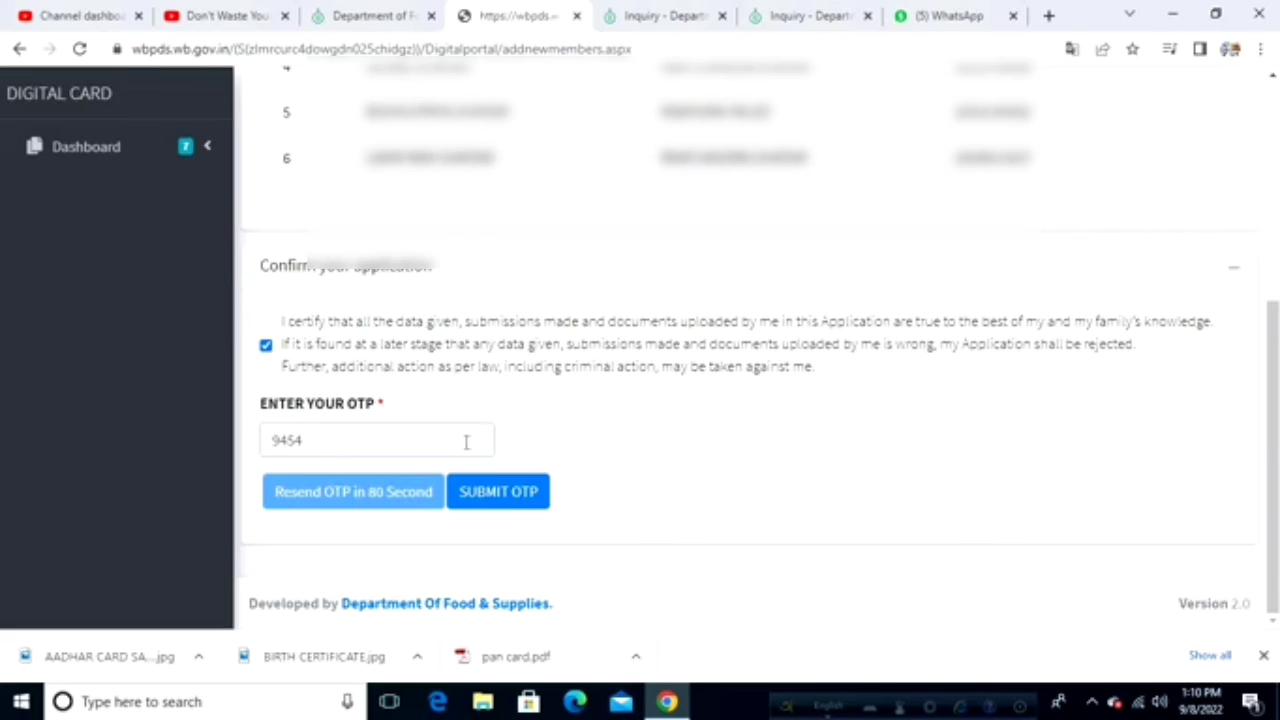 Channel dashboa
Don't Waste You
Department of F
https://wbpds.w
Inquiry - Depart
Inquiry - Depart
(5) WhatsApp
wbpds.wb.gov.in/(S(zlmrcurc4dowgdn025chidgz))/Digitalportal/addnewmembers.aspx
DIGITAL CARD
Dashboard 7
4
5
6
Confirm your application
I certify that all the data given, submissions made and documents uploaded by me in this Application are true to the best of my and my family's knowledge.
If it is found at a later stage that any data given, submissions made and documents uploaded by me is wrong, my Application shall be rejected.
Further, additional action as per law, including criminal action, may be taken against me.
ENTER YOUR OTP *
9454
Resend OTP in 80 Second
SUBMIT OTP
Developed by Department Of Food & Supplies.
Version 2.0
AADHAR CARD SA....jpg
BIRTH CERTIFICATE.jpg
pan card.pdf
Show all
Type here to search
English
1:10 PM
9/8/2022